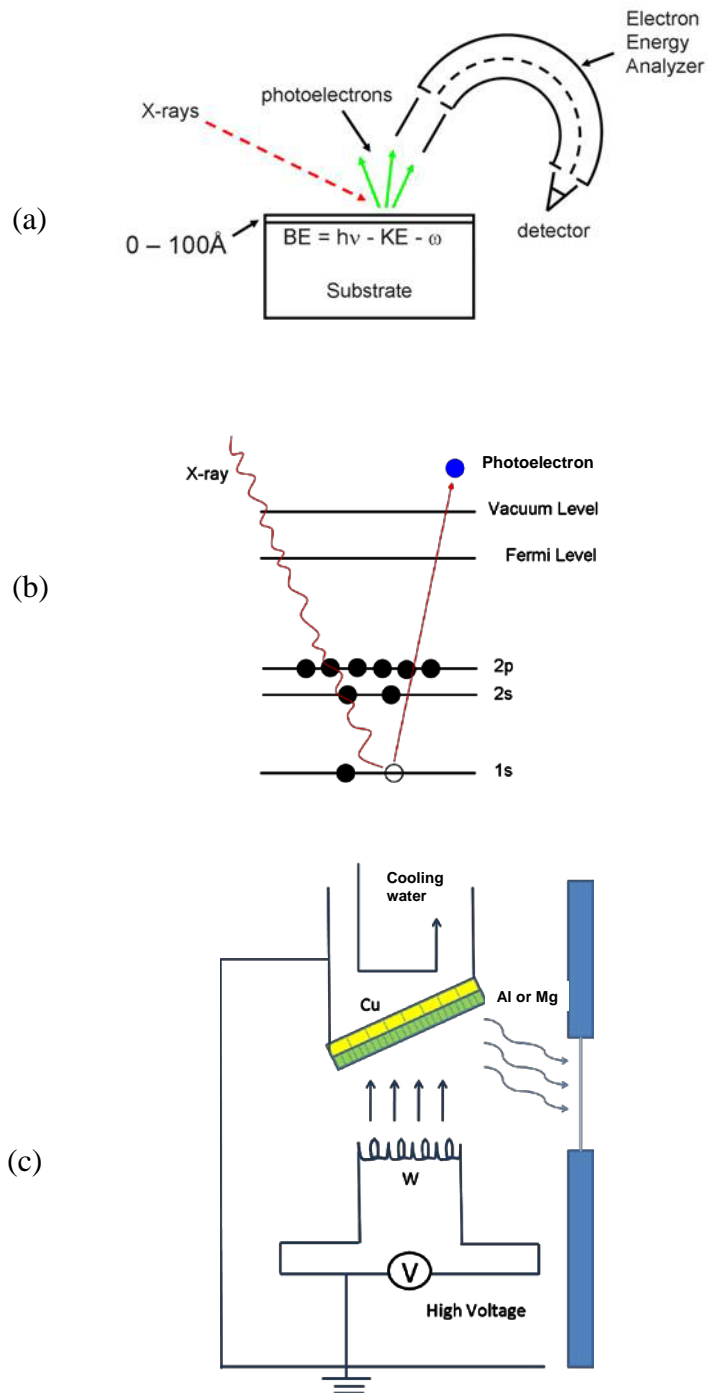 (a)
X-rays
photoelectrons
Electron
Energy
Analyzer
detector
0 – 100Å
BE = hν - KE - ω
Substrate
(b)
X-ray
Photoelectron
Vacuum Level
Fermi Level
2p
2s
1s
(c)
Cooling
water
Cu
Al or Mg
W
V
High Voltage